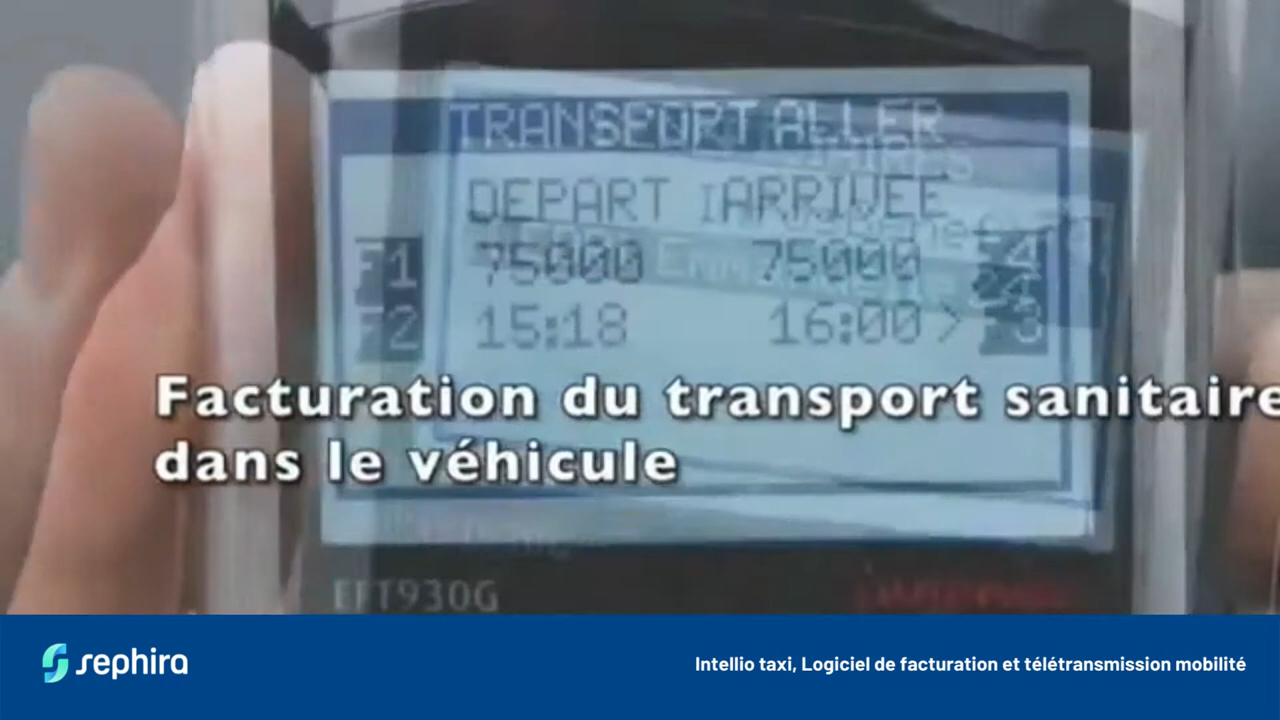 TRANSPORT ALLER
DEPART ARRIVEE
F1 75000 75000
F2 15:18 16:00>
Facturation du transport sanitaire
dans le véhicule
EFT930G
sephira
Intellio taxi, Logiciel de facturation et télétransmission mobilité